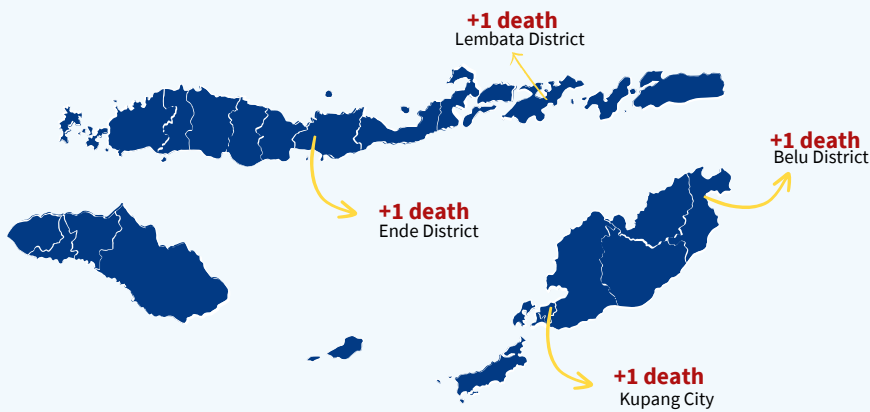 +1 death
Lembata District
+1 death
Belu District
+1 death
Ende District
+1 death
Kupang City